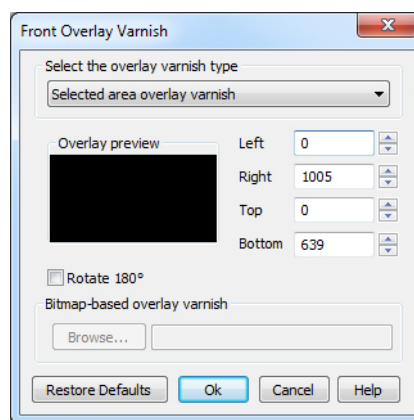 Front Overlay Varnish
Select the overlay varnish type
Selected area overlay varnish
Overlay preview
Left 0
Right 1005
Top 0
Bottom 639
Rotate 180°
Bitmap-based overlay varnish
Browse...
Restore Defaults Ok Cancel Help